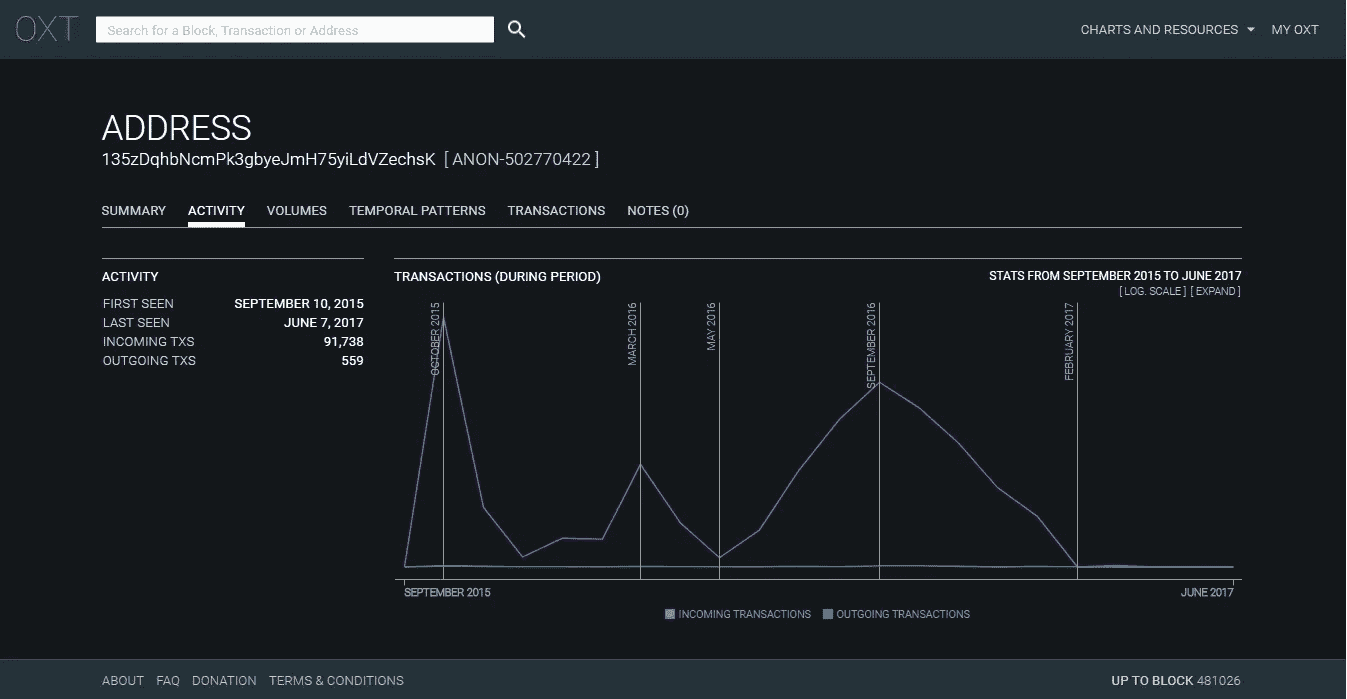 OXT Search for a Block, Transaction or Address CHARTS AND RESOURCES MY OXT
ADDRESS
135zDqhbNcmPk3gbyeJmH75yiLdVZechsK [ ANON-502770422 ]
SUMMARY ACTIVITY VOLUMES TEMPORAL PATTERNS TRANSACTIONS NOTES (0)
ACTIVITY
FIRST SEEN SEPTEMBER 10, 2015
LAST SEEN JUNE 7, 2017
INCOMING TXS 91,738
OUTGOING TXS 559
TRANSACTIONS (DURING PERIOD) STATS FROM SEPTEMBER 2015 TO JUNE 2017
[ LOG. SCALE ] [ EXPAND ]
OCTOBER 2015
MARCH 2016
MAY 2016
SEPTEMBER 2016
FEBRUARY 2017
SEPTEMBER 2015 JUNE 2017
INCOMING TRANSACTIONS OUTGOING TRANSACTIONS
ABOUT FAQ DONATION TERMS & CONDITIONS UP TO BLOCK 481026